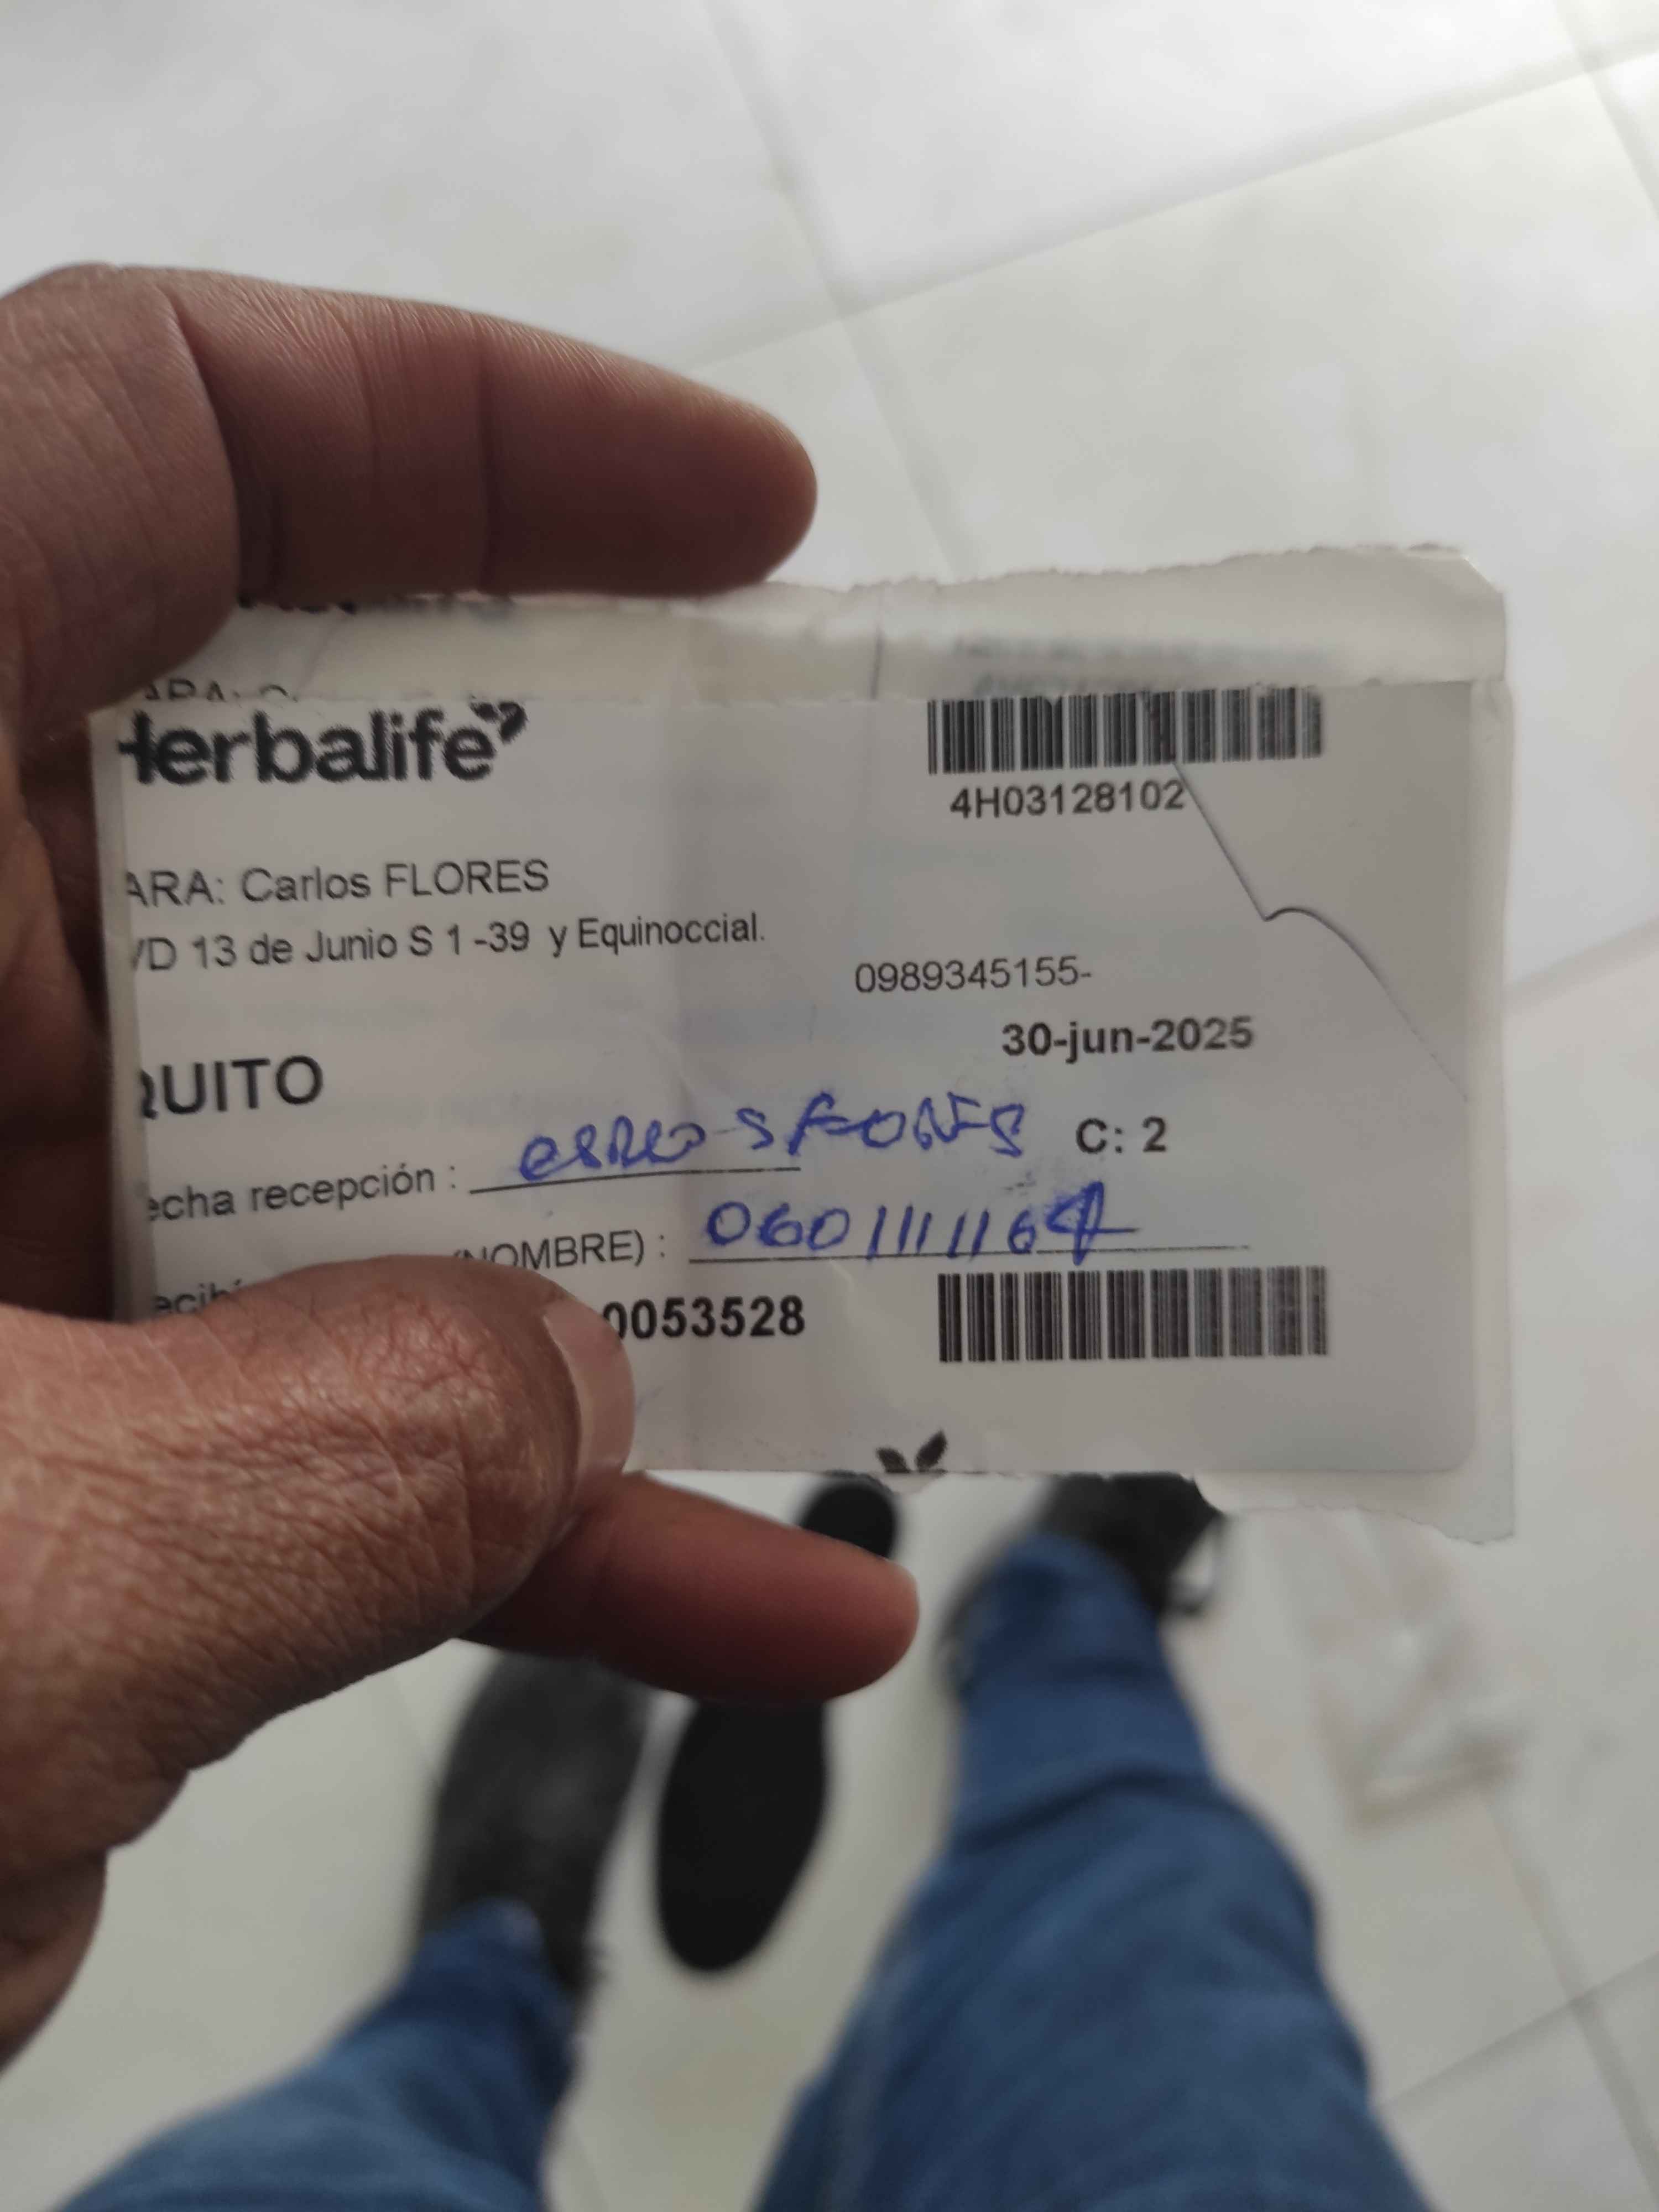 Herbalife
4H03128102
ARA: Carlos FLORES
VD 13 de Junio S 1 -39 y Equinoccial.
0989345155-
30-jun-2025
QUITO
C: 2
echa recepción :
(NOMBRE) : 0601111164
0053528